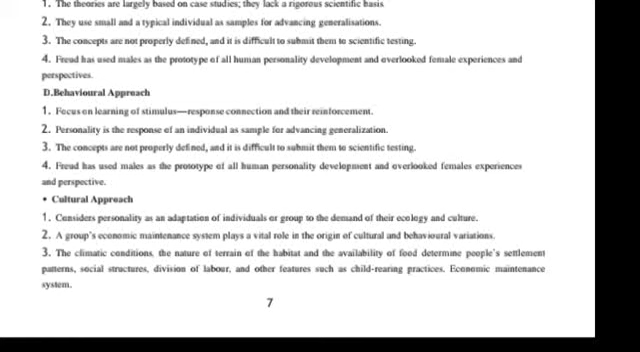 1. The theories are largely based on case studies; they lack a rigorous scientific basis
2. They use small and a typical individual as samples for advancing generalisations.
3. The concepts are not properly defined, and it is difficult to submit them to scientific testing.
4. Freud has used males as the prototype of all human personality development and overlooked female experiences and
perspectives.
D.Behavioural Approach
1. Focus on learning of stimulus—response connection and their reinforcement.
2. Personality is the response of an individual as sample for advancing generalization.
3. The concepts are not properly defined, and it is difficult to submit them to scientific testing.
4. Freud has used males as the prototype of all human personality development and overlooked females experiences
and perspective.
• Cultural Approach
1. Considers personality as an adaptation of individuals or group to the demand of their ecology and culture.
2. A group's economic maintenance system plays a vital role in the origin of cultural and behavioural variations.
3. The climatic conditions, the nature of terrain of the habitat and the availability of food determine people's settlement
patterns, social structures, division of labour, and other features such as child-rearing practices. Economic maintenance
system.
7